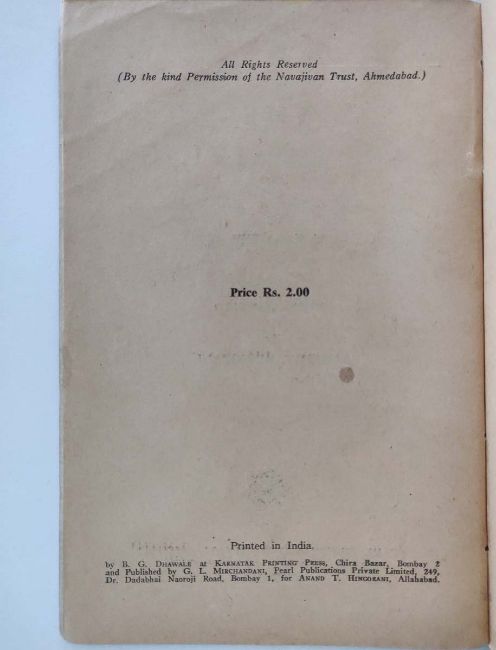 All Rights Reserved
(By the kind Permission of the Navajivan Trust, Ahmedabad.)
Price Rs. 2.00
Printed in India.
by B. G. DHAWALE at KARNATAK PRINTING PRESS, Chira Bazar, Bombay 2
and Published by G. L. MIRCHANDANI, Pearl Publications Private Limited, 249,
Dr. Dadabhai Naoroji Road, Bombay 1, for ANAND T. HINGORANI, Allahabad.